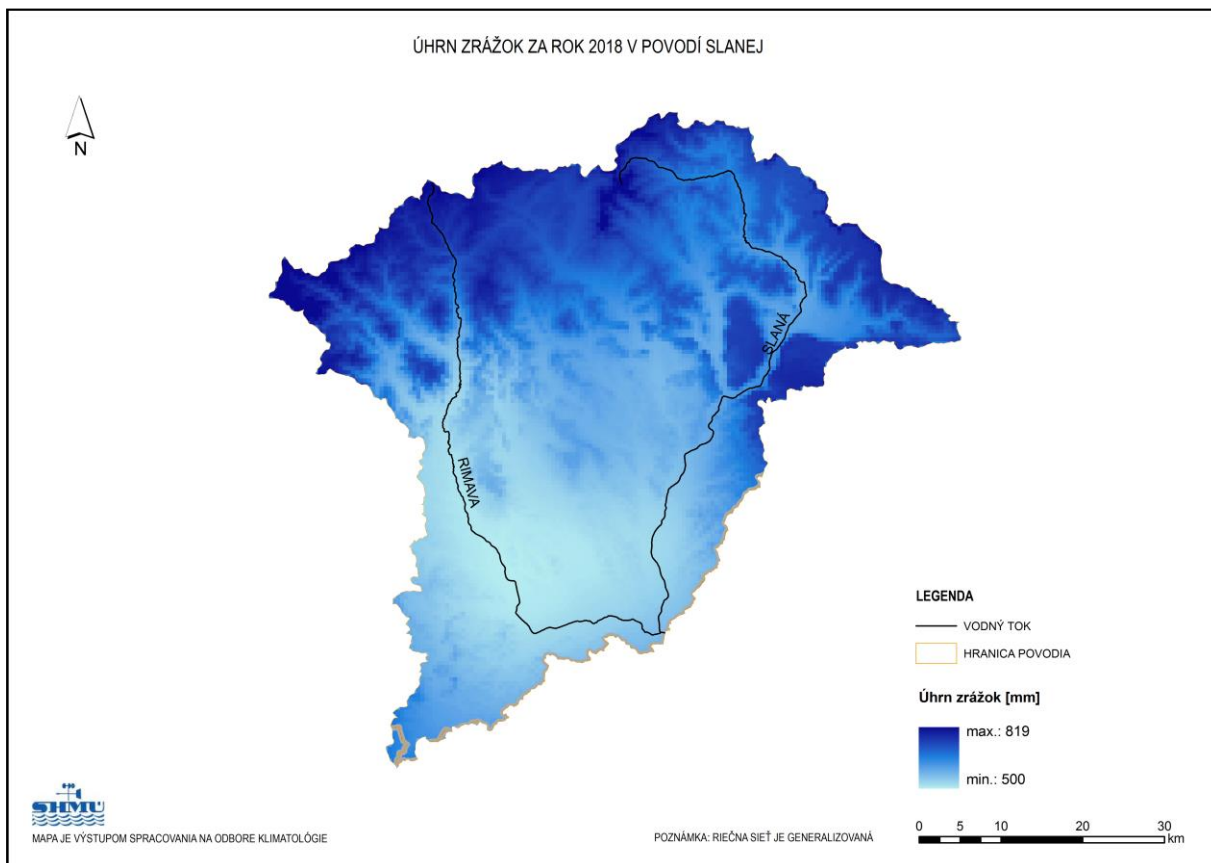 ÚHRN ZRÁŽOK ZA ROK 2018 V POVODÍ SLANEJ
N
SLANÁ
RIMAVA
LEGENDA
VODNÝ TOK
HRANICA POVODIA
Úhrn zrážok [mm]
max.: 819
min.: 500
SHMÚ
MAPA JE VÝSTUPOM SPRACOVANIA NA ODBORE KLIMATOLÓGIE
POZNÁMKA: RIEČNA SIEŤ JE GENERALIZOVANÁ
0 5 10 20 30
km